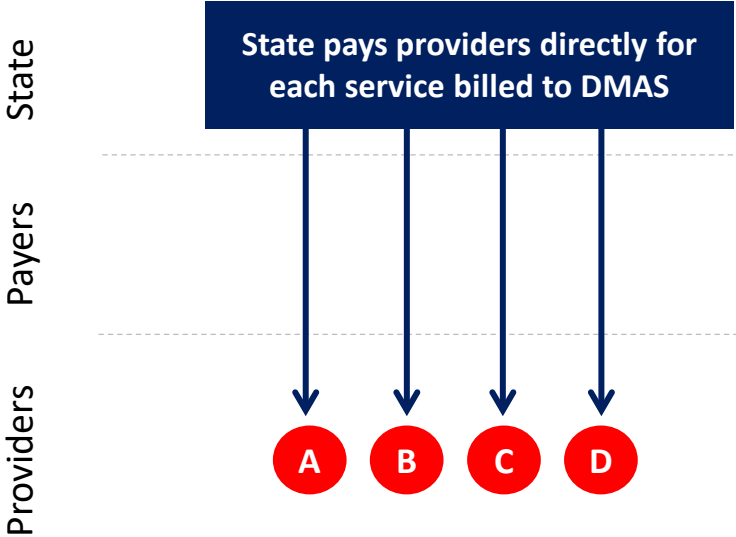 State
State pays providers directly for
each service billed to DMAS
Payers
Providers
A
B
C
D